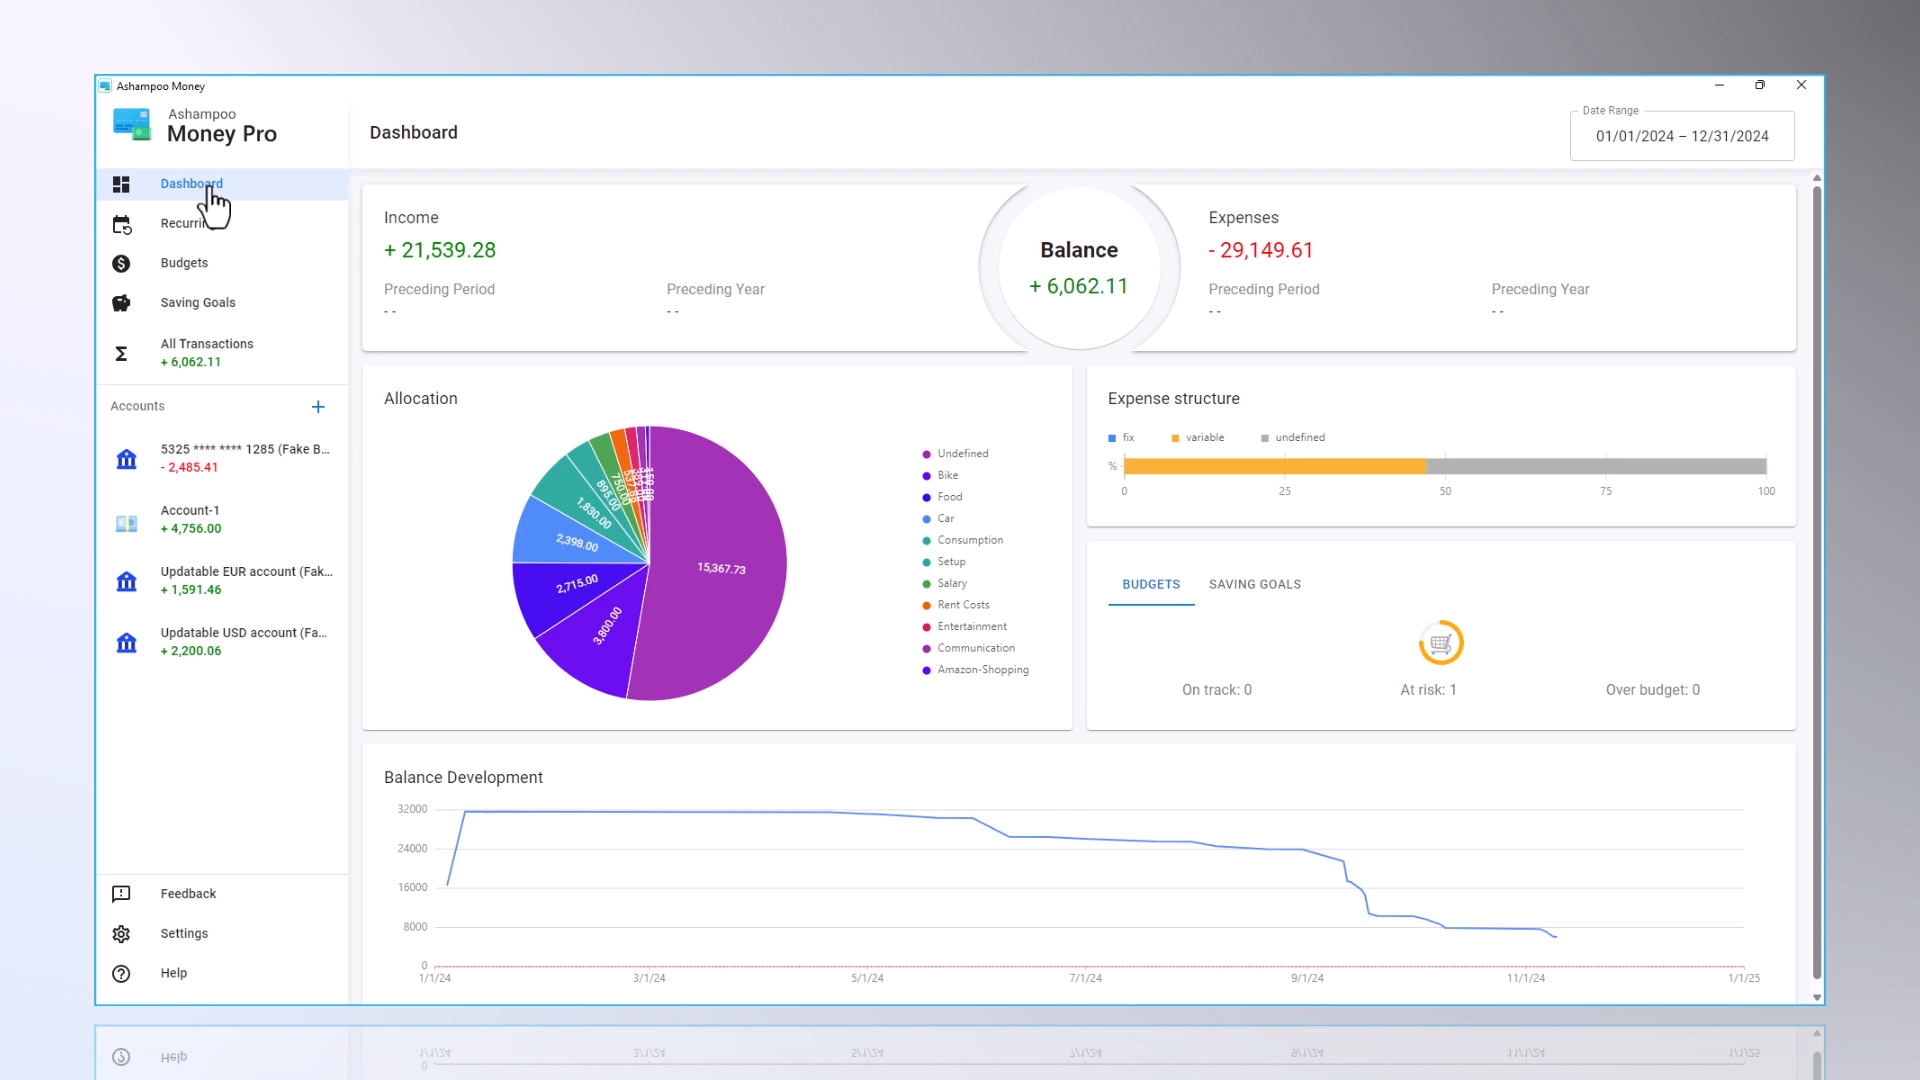 Ashampoo Money
Ashampoo
Money Pro
Dashboard
Date Range
01/01/2024 – 12/31/2024
Dashboard
Budgets
Saving Goals
All Transactions
+ 6,062.11
Accounts
5325 **** **** 1285 (Fake B...
- 2,485.41
Account-1
+ 4,756.00
Updatable EUR account (Fak...
+ 1,591.46
Updatable USD account (Fa...
+ 2,200.06
Feedback
Settings
Help
Income
+ 21,539.28
Preceding Period
- -
Preceding Year
- -
Balance
+ 6,062.11
Expenses
- 29,149.61
Preceding Period
- -
Preceding Year
- -
Allocation
15,367.73
3,800.00
2,715.00
2,398.00
1,830.00
895.00
750.00
Undefined
Bike
Food
Car
Consumption
Setup
Salary
Rent Costs
Entertainment
Communication
Amazon-Shopping
Expense structure
fix variable undefined
%
0 25 50 75 100
BUDGETS SAVING GOALS
On track: 0 At risk: 1 Over budget: 0
Balance Development
32000
24000
16000
8000
0
1/1/24 3/1/24 5/1/24 7/1/24 9/1/24 11/1/24 1/1/25